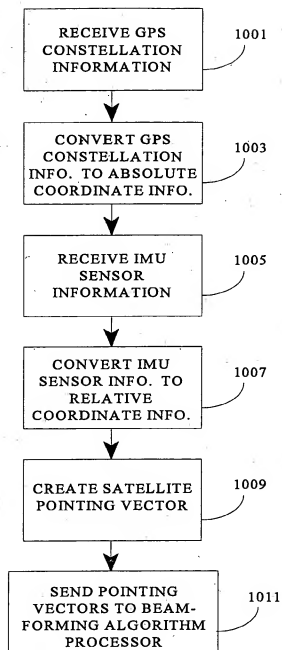 RECEIVE GPS
CONSTELLATION
INFORMATION
1001
CONVERT GPS
CONSTELLATION
INFO. TO ABSOLUTE
COORDINATE INFO.
1003
RECEIVE IMU
SENSOR
INFORMATION
1005
CONVERT IMU
SENSOR INFO. TO
RELATIVE
COORDINATE INFO.
1007
CREATE SATELLITE
POINTING VECTOR
1009
SEND POINTING
VECTORS TO BEAM-
FORMING ALGORITHM
PROCESSOR
1011